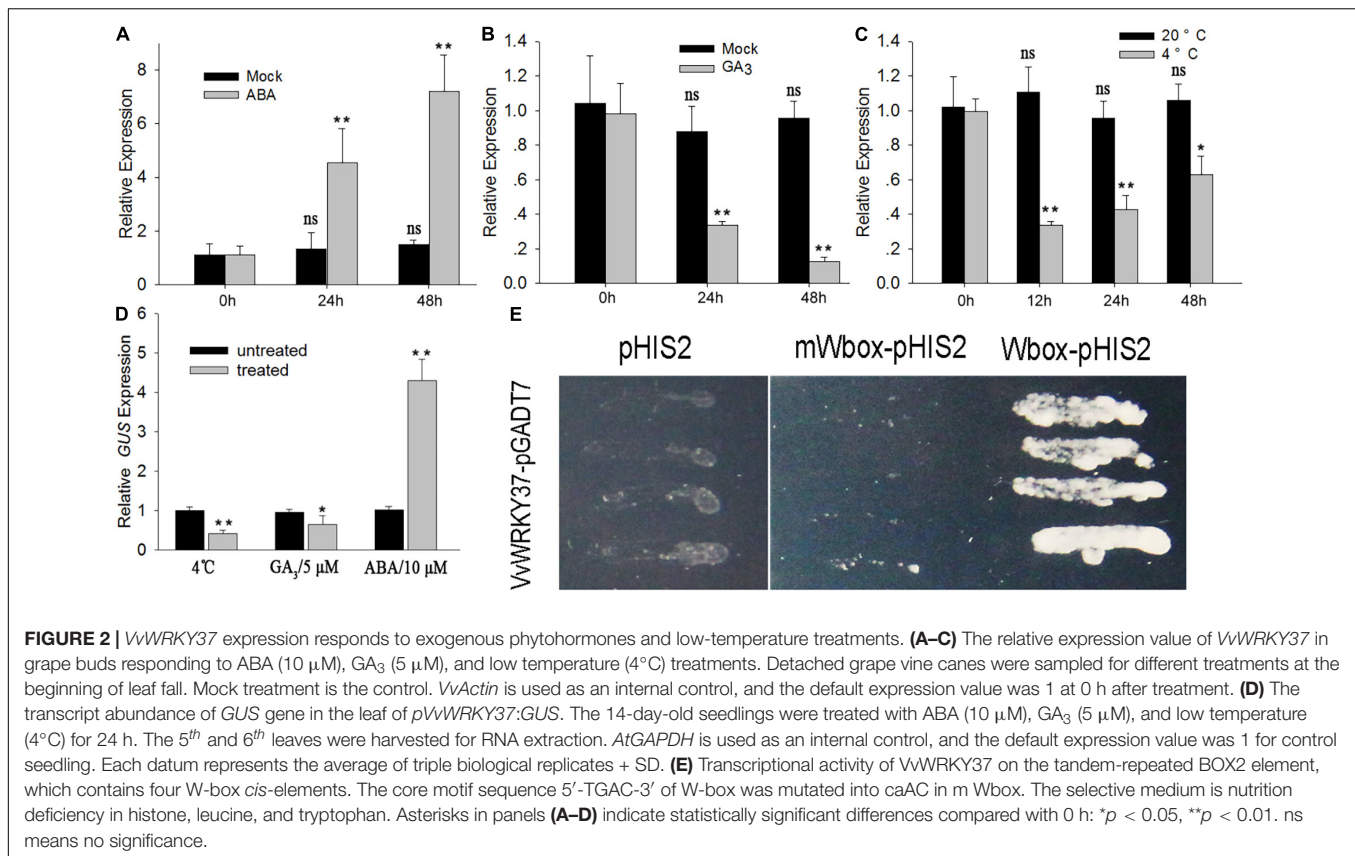 A
Relative Expression
8
6
4
2
0
Mock
ABA
ns
**
ns
**
0h
24h
48h
B
Relative Expression
1.4
1.2
1.0
.8
.6
.4
.2
0.0
Mock
GA3
ns
**
ns
**
0h
24h
48h
C
Relative Expression
1.4
1.2
1.0
.8
.6
.4
.2
0.0
20 ° C
4 ° C
ns
**
ns
**
ns
*
0h
12h
24h
48h
D
Relative GUS Expression
6
5
4
3
2
1
0
untreated
treated
**
*
**
4℃
GA3/5 μM
ABA/10 μM
E
pHIS2
mWbox-pHIS2
Wbox-pHIS2
VvWRKY37-pGADT7
FIGURE 2 | VvWRKY37 expression responds to exogenous phytohormones and low-temperature treatments. (A–C) The relative expression value of VvWRKY37 in
grape buds responding to ABA (10 μM), GA3 (5 μM), and low temperature (4°C) treatments. Detached grape vine canes were sampled for different treatments at the
beginning of leaf fall. Mock treatment is the control. VvActin is used as an internal control, and the default expression value was 1 at 0 h after treatment. (D) The
transcript abundance of GUS gene in the leaf of pVvWRKY37:GUS. The 14-day-old seedlings were treated with ABA (10 μM), GA3 (5 μM), and low temperature
(4°C) for 24 h. The 5th and 6th leaves were harvested for RNA extraction. AtGAPDH is used as an internal control, and the default expression value was 1 for control
seedling. Each datum represents the average of triple biological replicates + SD. (E) Transcriptional activity of VvWRKY37 on the tandem-repeated BOX2 element,
which contains four W-box cis-elements. The core motif sequence 5′-TGAC-3′ of W-box was mutated into caAC in m Wbox. The selective medium is nutrition
deficiency in histone, leucine, and tryptophan. Asterisks in panels (A–D) indicate statistically significant differences compared with 0 h: *p < 0.05, **p < 0.01. ns
means no significance.